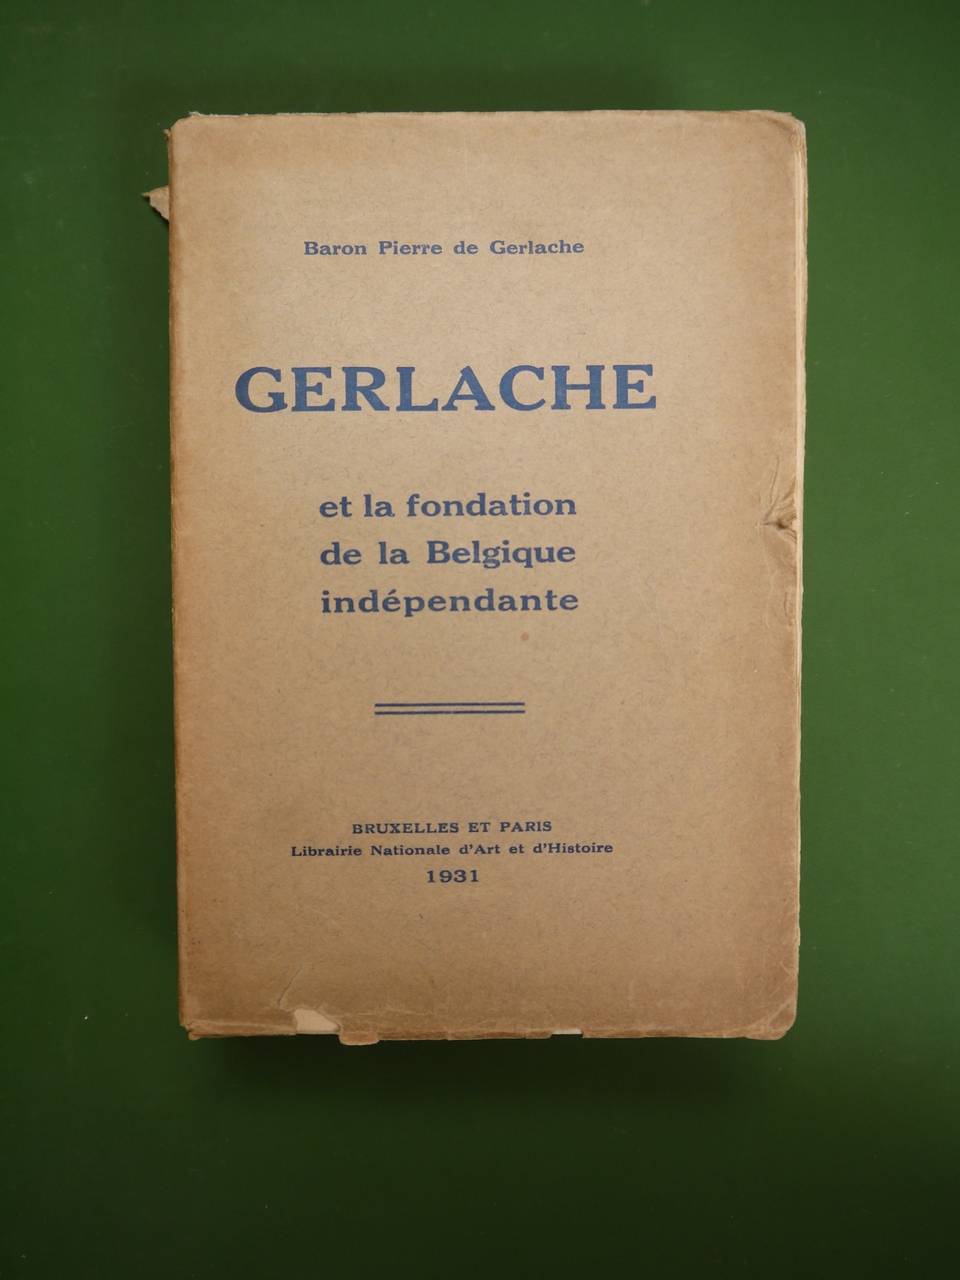 Baron Pierre de Gerlache
GERLACHE
et la fondation
de la Belgique
indépendante
BRUXELLES ET PARIS
Librairie Nationale d'Art et d'Histoire
1931